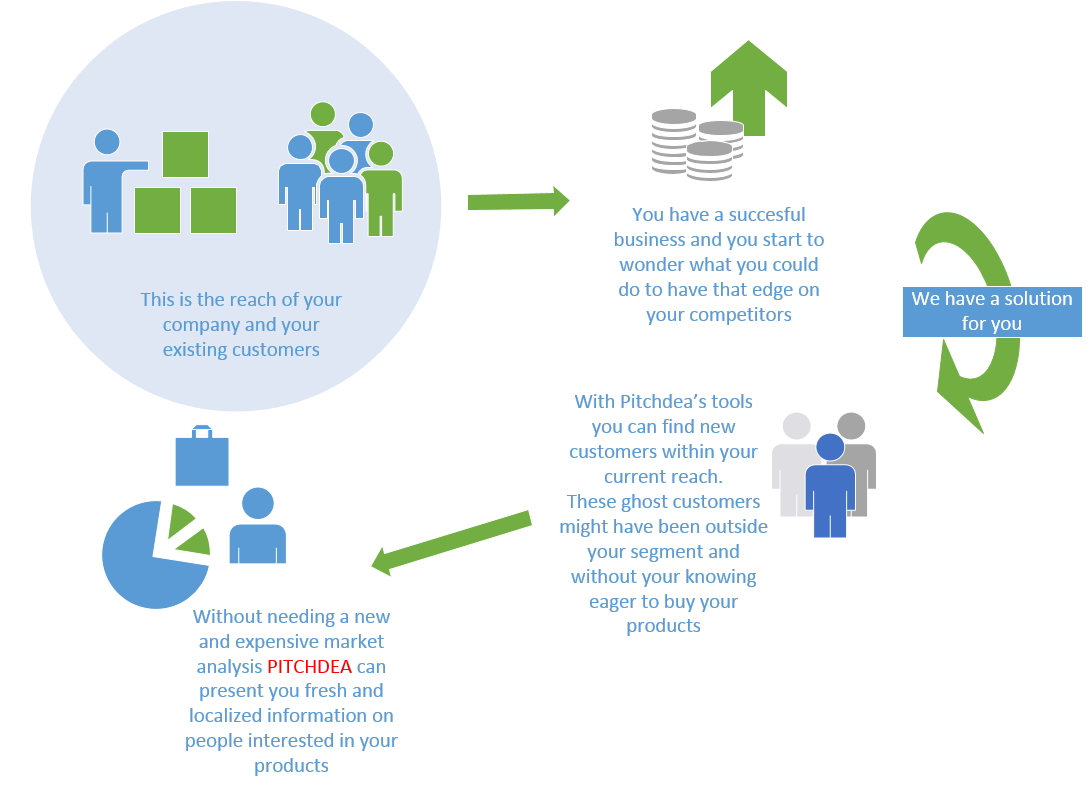 This is the reach of your
company and your
existing customers
You have a succesful
business and you start to
wonder what you could
do to have that edge on
your competitors
We have a solution
for you
With Pitchdea’s tools
you can find new
customers within your
current reach.
These ghost customers
might have been outside
your segment and
without your knowing
eager to buy your
products
Without needing a new
and expensive market
analysis PITCHDEA can
present you fresh and
localized information on
people interested in your
products